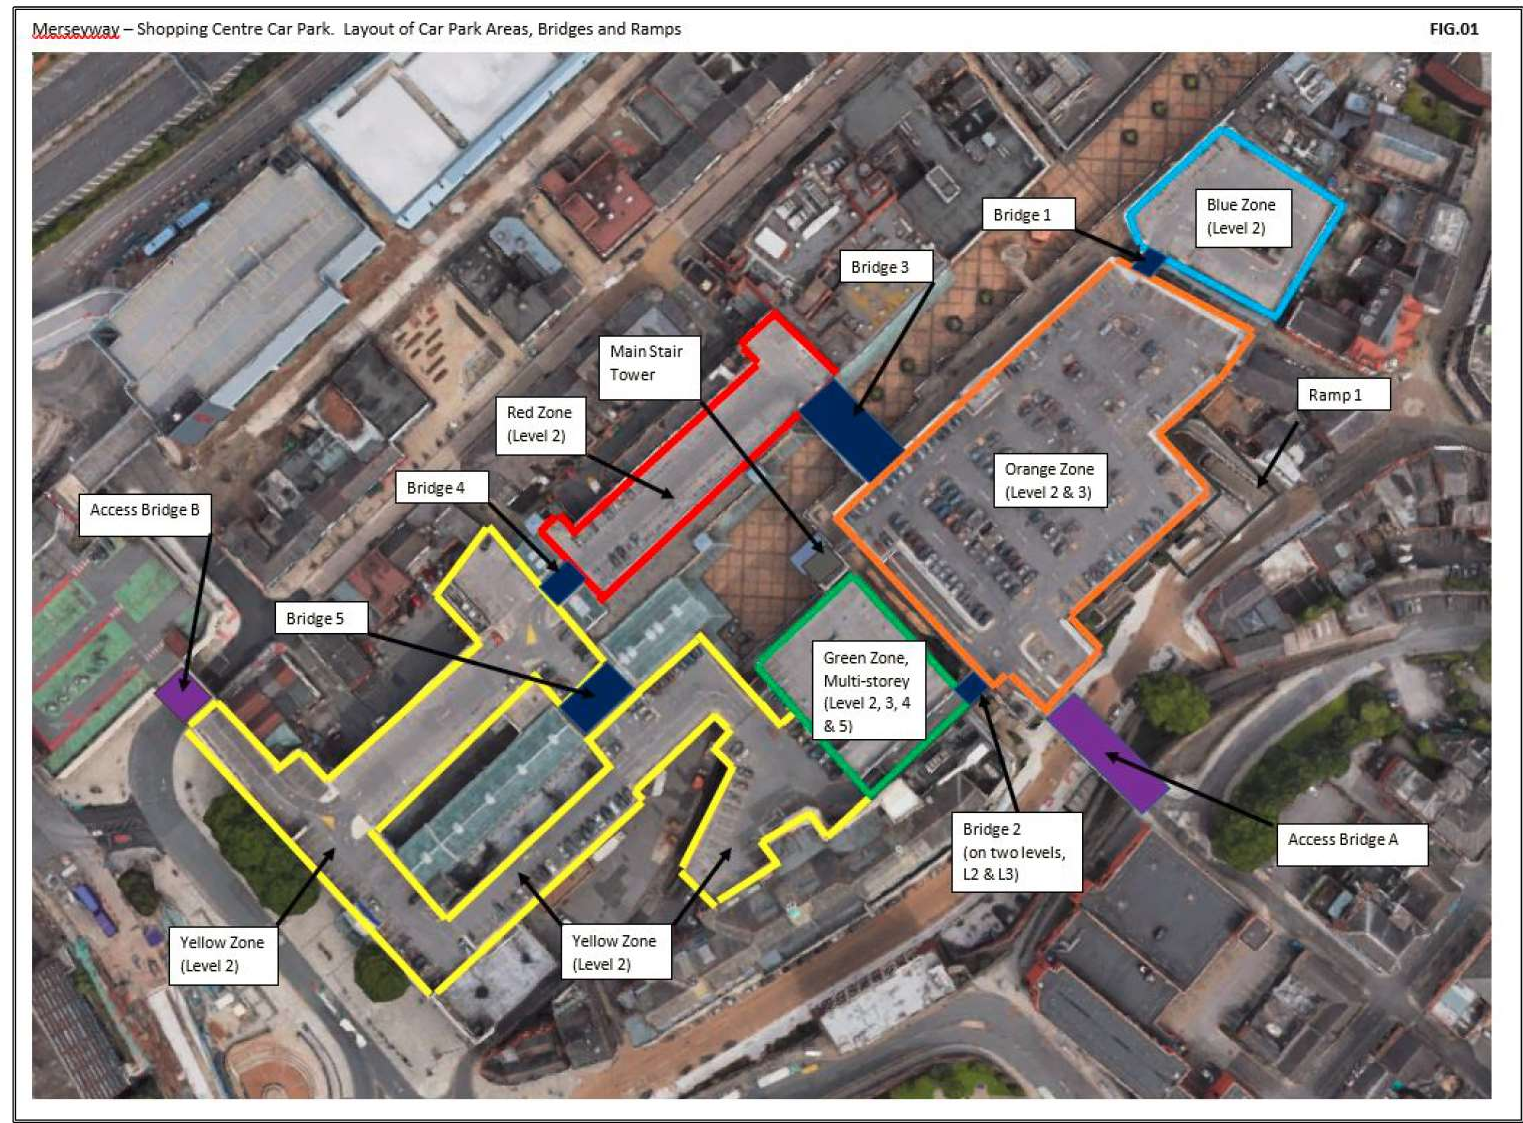 Merseyway – Shopping Centre Car Park.  Layout of Car Park Areas, Bridges and Ramps
FIG.01
Blue Zone
(Level 2)
Bridge 1
Bridge 3
Main Stair
Tower
Ramp 1
Red Zone
(Level 2)
Orange Zone
(Level 2 & 3)
Bridge 4
Access Bridge B
Bridge 5
Green Zone,
Multi-storey
(Level 2, 3, 4
& 5)
Bridge 2
(on two levels,
L2 & L3)
Access Bridge A
Yellow Zone
(Level 2)
Yellow Zone
(Level 2)